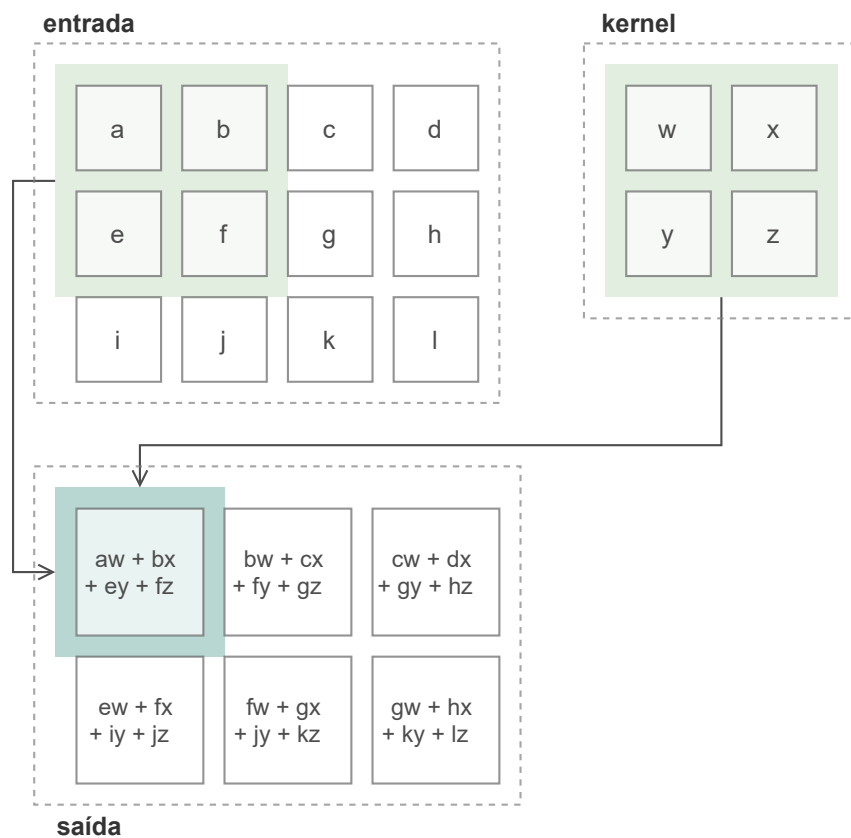 entrada
kernel
a b c d
w x
e f g h
y z
i j k l
aw + bx
+ ey + fz
bw + cx
+ fy + gz
cw + dx
+ gy + hz
ew + fx
+ iy + jz
fw + gx
+ jy + kz
gw + hx
+ ky + lz
saída